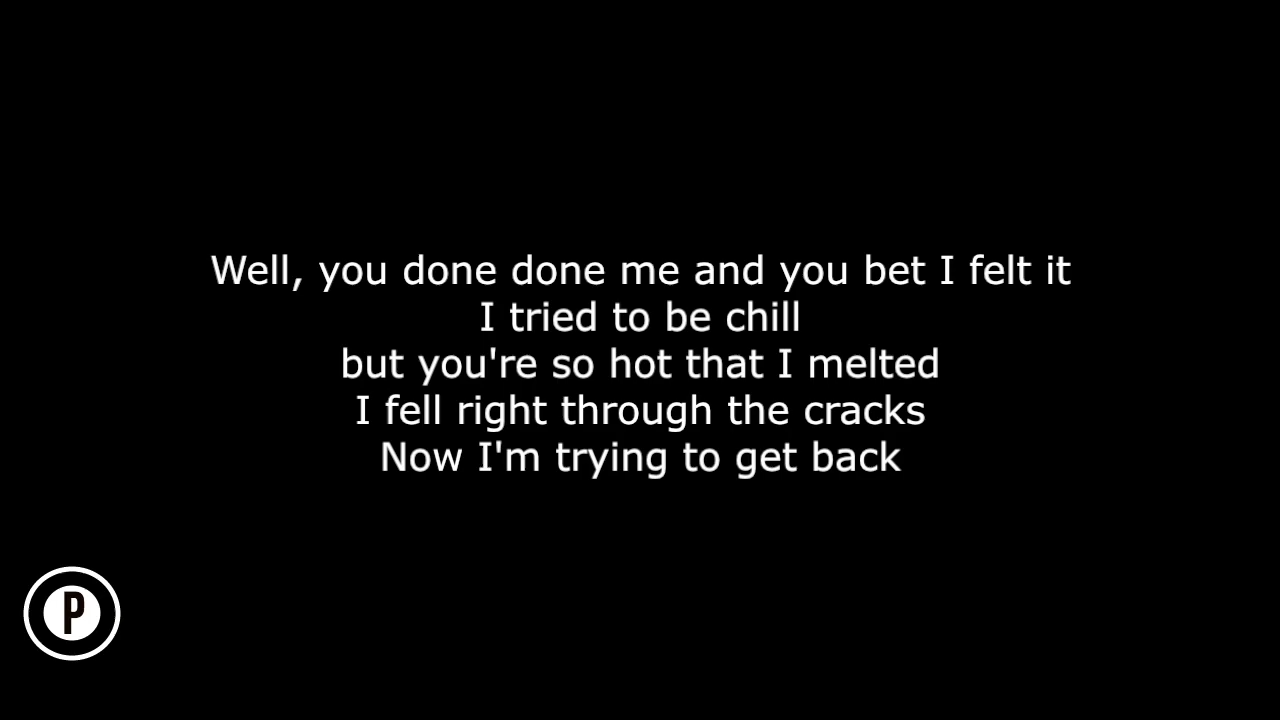 Well, you done done me and you bet I felt it
I tried to be chill
but you're so hot that I melted
I fell right through the cracks
Now I'm trying to get back
P